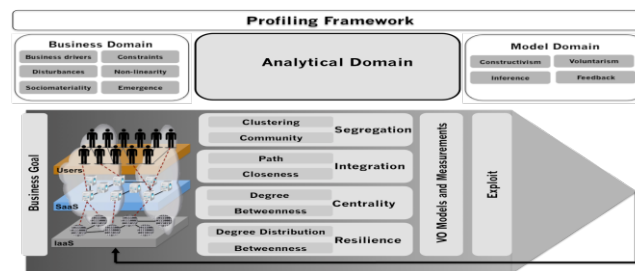 Profiling Framework
Business Domain
Business drivers
Constraints
Disturbances
Non-linearity
Sociomateriality
Emergence
Analytical Domain
Model Domain
Constructivism
Voluntarism
Inference
Feedback
Business Goal
Users
SaaS
IaaS
Clustering
Community
Segregation
Path
Closeness
Integration
Degree
Betweenness
Centrality
Degree Distribution
Betweenness
Resilience
VO Models and Measurements
Exploit